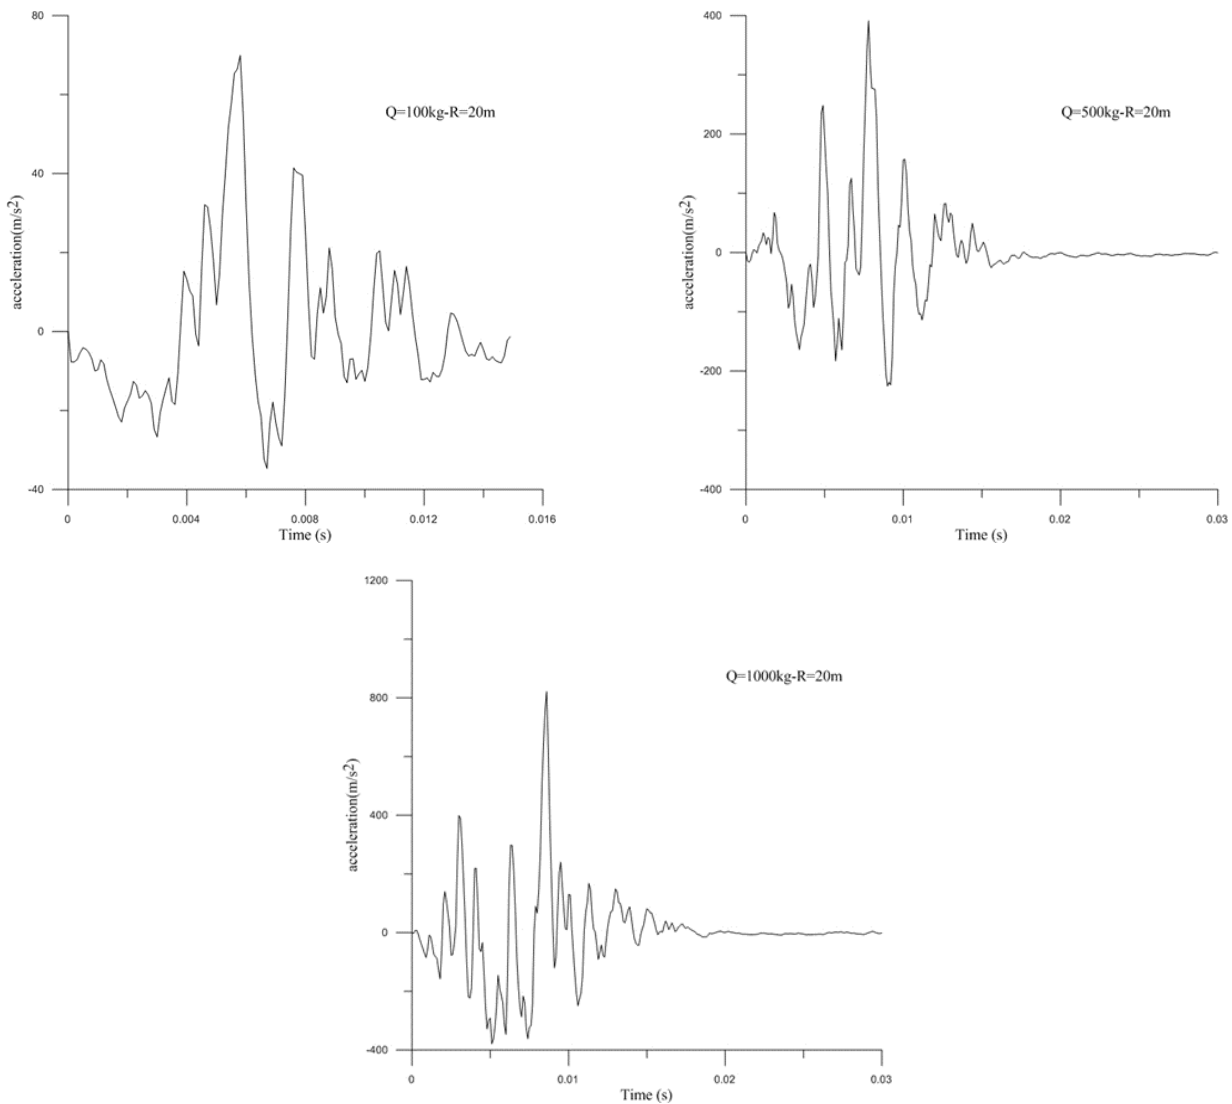 80
40
0
-40
acceleration(m/s2)
Q=100kg-R=20m
0 0.004 0.008 0.012 0.016
Time (s)
400
200
0
-200
-400
acceleration(m/s2)
Q=500kg-R=20m
0 0.01 0.02 0.03
Time (s)
1200
800
400
0
-400
acceleration(m/s2)
Q=1000kg-R=20m
0 0.01 0.02 0.03
Time (s)